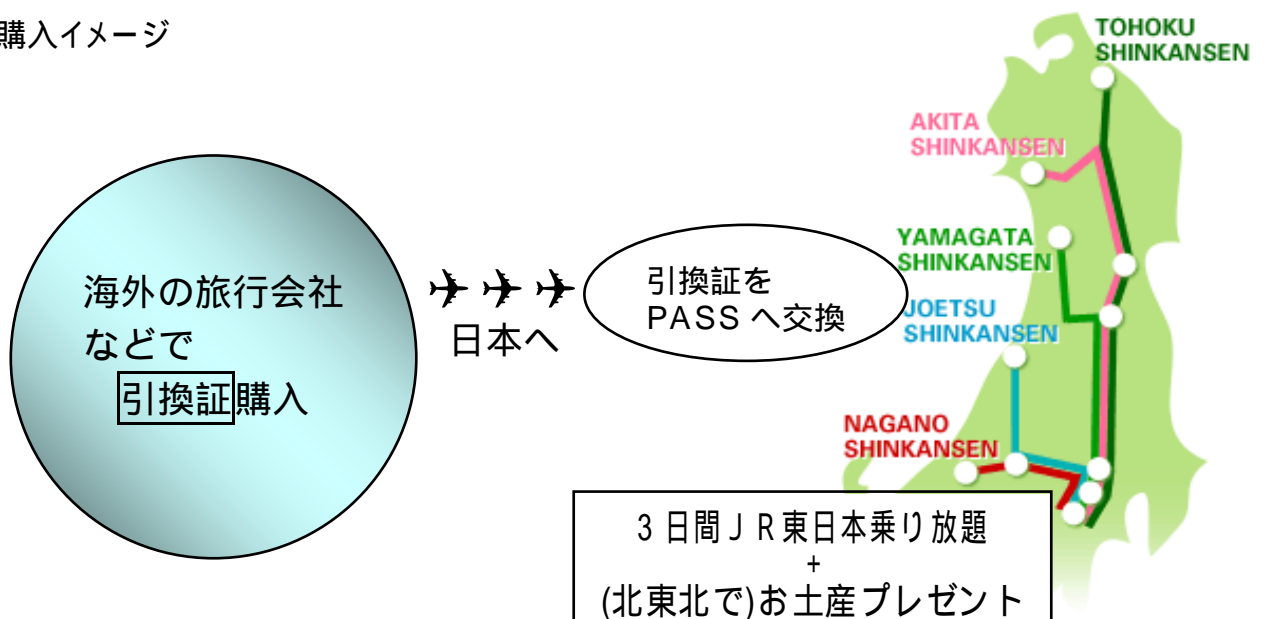 購入イメージ
海外の旅行会社
などで
引換証購入
日本へ
引換証を
PASS へ交換
TOHOKU
SHINKANSEN
AKITA
SHINKANSEN
YAMAGATA
SHINKANSEN
JOETSU
SHINKANSEN
NAGANO
SHINKANSEN
3 日間ＪＲ東日本乗り放題
+
(北東北で)お土産プレゼント